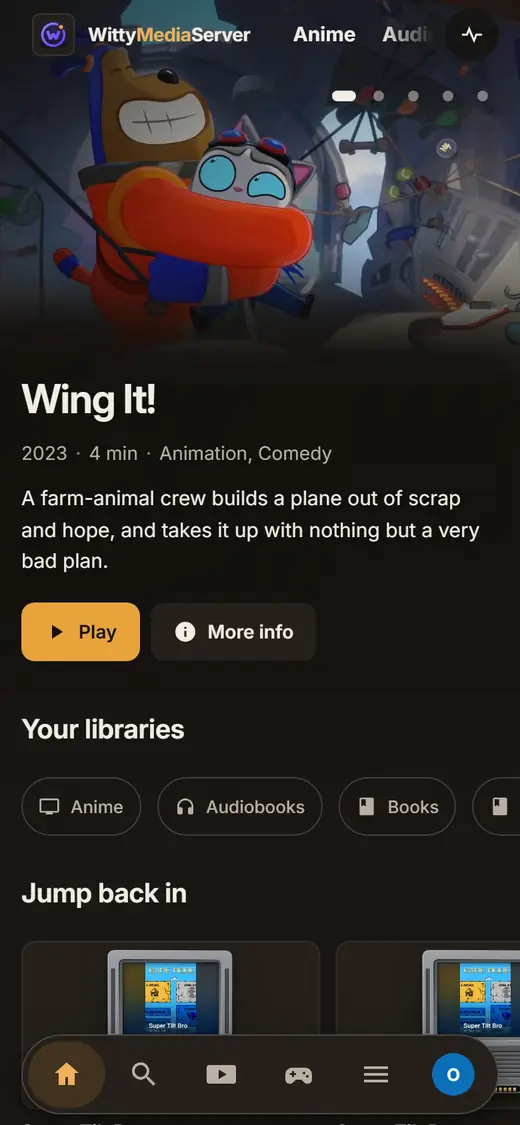 WittyMediaServer
Anime
Audi
Wing It!
2023 · 4 min · Animation, Comedy
A farm-animal crew builds a plane out of scrap
and hope, and takes it up with nothing but a very
bad plan.
Play
More info
Your libraries
Anime
Audiobooks
Books
Jump back in
Super Tilt Bro
Super Tilt Bro
O